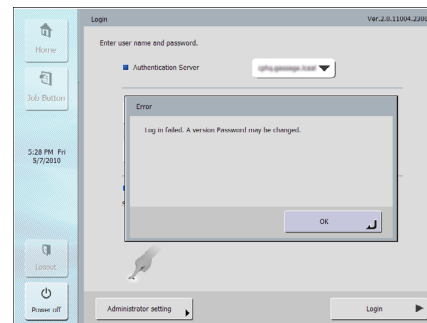 Login
Ver.2.0.11004.2300
Home
Enter user name and password.
Authentication Server
Job Button
Error
Log in failed. A version Password may be changed.
5:28 PM Fri
5/7/2010
OK
Logout
Power off
Administrator setting
Login